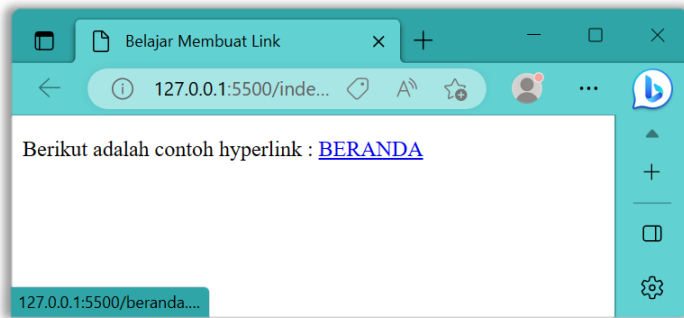 Belajar Membuat Link
127.0.0.1:5500/inde...
Berikut adalah contoh hyperlink : BERANDA
127.0.0.1:5500/beranda....